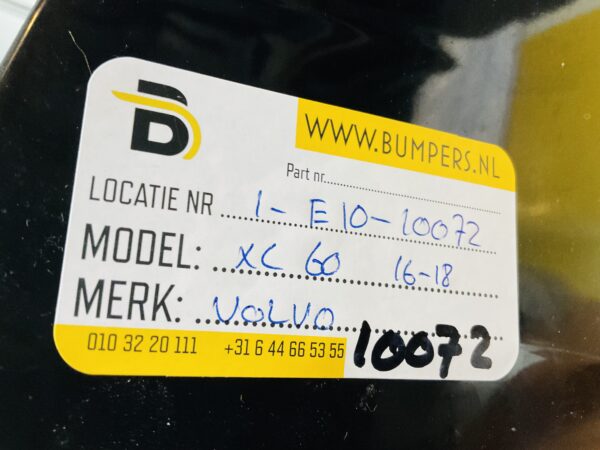 B
WWW.BUMPERS.NL
Part nr.
LOCATIE NR 1-E10-10072
MODEL: XC 60 16-18
MERK: VOLVO
010 32 20 111 +31 6 44 66 53 55 10072